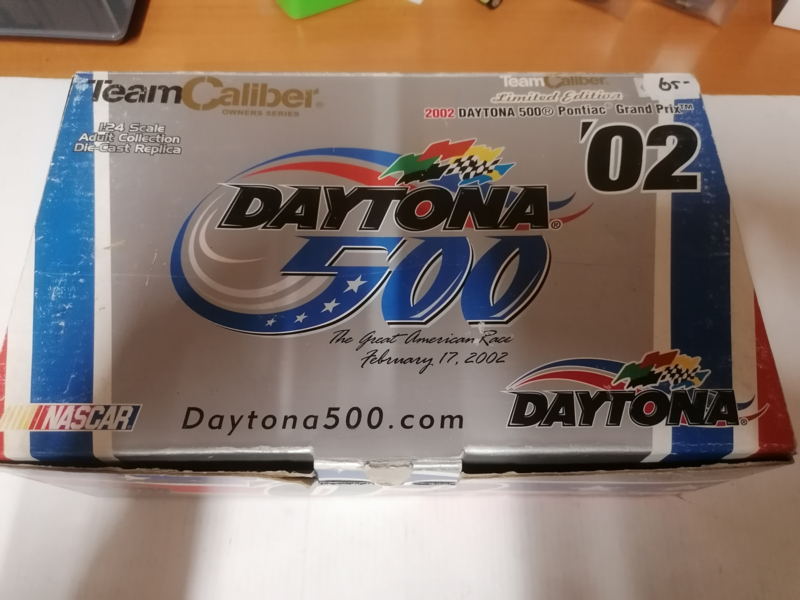 TeamCaliber®
OWNERS SERIES
1:24 Scale
Adult Collection
Die-Cast Replica
TeamCaliber®
Limited Edition
65-
2002 DAYTONA 500® Pontiac® Grand Prix™
'02
DAYTONA®
500
The Great American Race
February 17, 2002
NASCAR
Daytona500.com
DAYTONA®